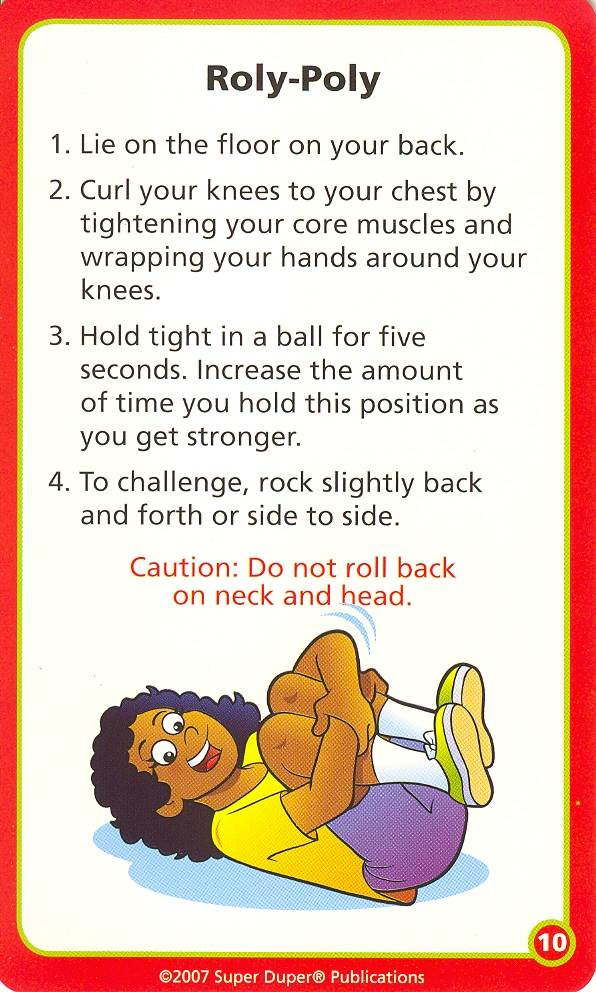 Roly-Poly
1. Lie on the floor on your back.
2. Curl your knees to your chest by
tightening your core muscles and
wrapping your hands around your
knees.
3. Hold tight in a ball for five
seconds. Increase the amount
of time you hold this position as
you get stronger.
4. To challenge, rock slightly back
and forth or side to side.
Caution: Do not roll back
on neck and head.
10
©2007 Super Duper® Publications